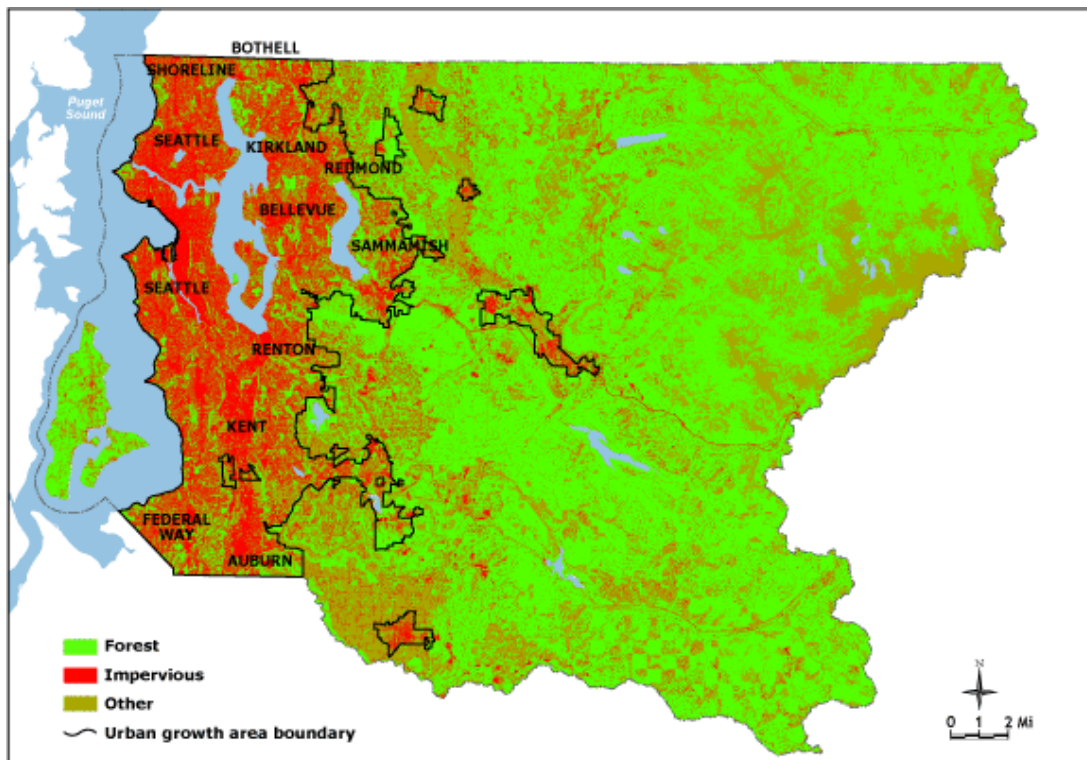 BOTHELL
SHORELINE
Puget
Sound
SEATTLE
KIRKLAND
REDMOND
BELLEVUE
SAMMAMISH
SEATTLE
RENTON
KENT
FEDERAL
WAY
AUBURN
Forest
Impervious
Other
Urban growth area boundary
N
0 1 2 Mi